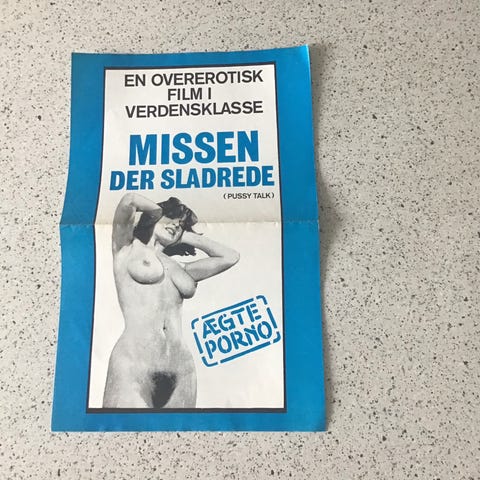 EN OVEREROTISK
FILM I
VERDENSKLASSE
MISSEN
DER SLADREDE
(PUSSY TALK)
ÆGTE
PORNO